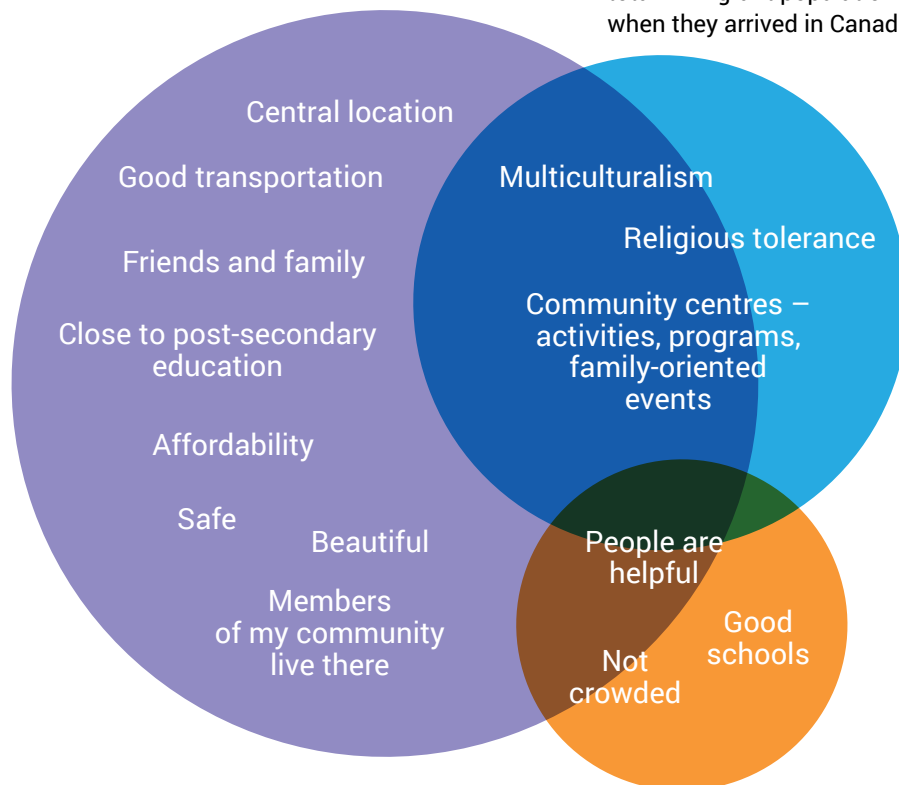 when they arrived in Canad
Central location
Good transportation
Multiculturalism
Religious tolerance
Friends and family
Community centres –
activities, programs,
family-oriented
events
Close to post-secondary
education
Affordability
Safe
Beautiful
People are
helpful
Members
of my community
live there
Good
schools
Not
crowded